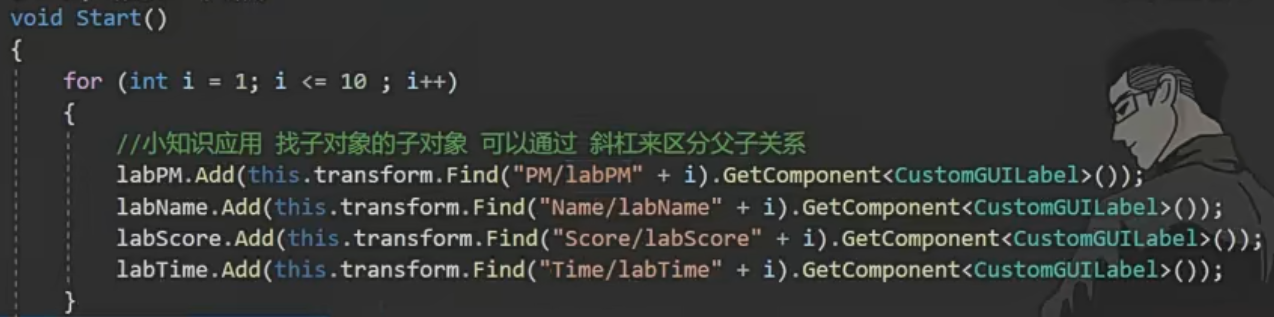 void Start()
{
for (int i = 1; i <= 10 ; i++)
{
//小知识应用 找子对象的子对象 可以通过 斜杠来区分父子关系
labPM.Add(this.transform.Find("PM/labPM" + i).GetComponent<CustomGUILabel>());
labName.Add(this.transform.Find("Name/labName" + i).GetComponent<CustomGUILabel>());
labScore.Add(this.transform.Find("Score/labScore" + i).GetComponent<CustomGUILabel>());
labTime.Add(this.transform.Find("Time/labTime" + i).GetComponent<CustomGUILabel>());
}